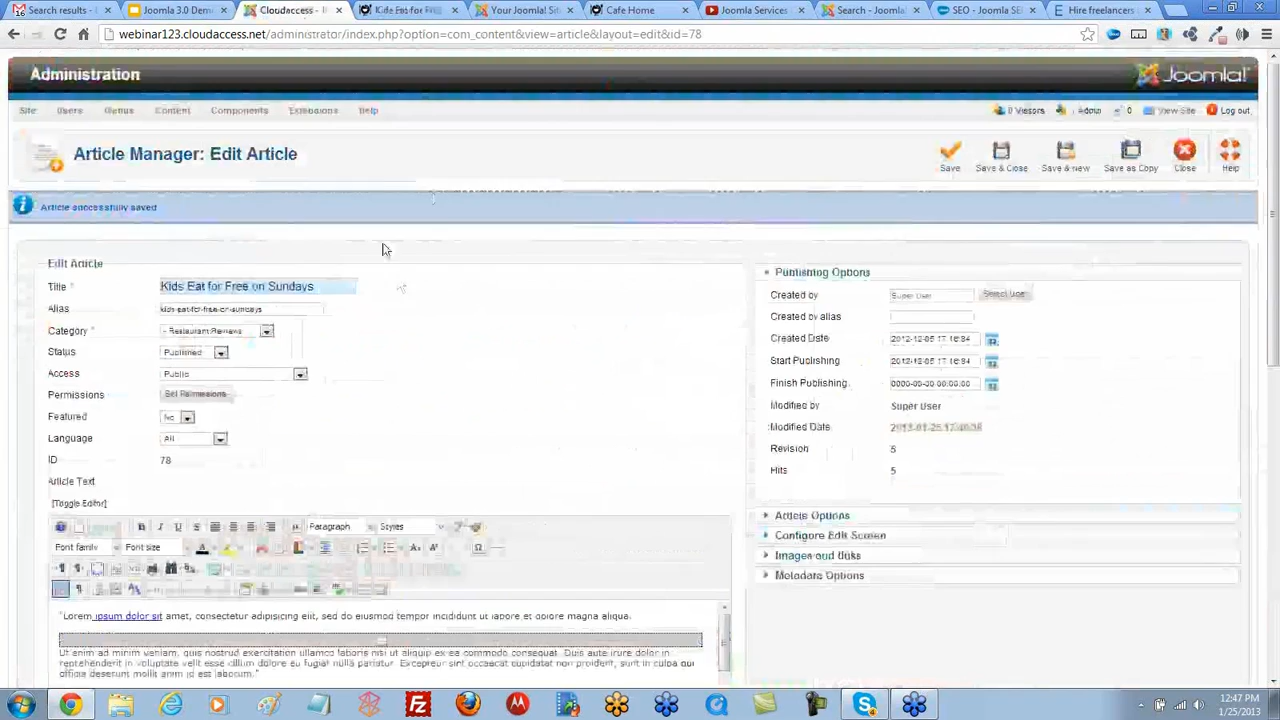 Search results -
Joomla 3.0 Demo
Cloudaccess - I
Kids Eat for Free
Your Joomla! Sit
Cafe Home
Joomla Services
Search - Joomla!
SEO - Joomla! SE
Hire freelancers
webinar123.cloudaccess.net/administrator/index.php?option=com_content&view=article&layout=edit&id=78
Administration
Joomla!
Site Users Menus Content Components Extensions Help
0 Visitors 1 Admin 0 View Site Log out
Article Manager: Edit Article
Save Save & Close Save & New Save as Copy Close Help
Article successfully saved
Edit Article
Title * Kids Eat for Free on Sundays
Alias kids-eat-for-free-on-sundays
Category * - Restaurant Reviews
Status Published
Access Public
Permissions Set Permissions
Featured No
Language All
ID 78
Article Text
[Toggle Editor]
Paragraph Styles
Font family Font size
"Lorem ipsum dolor sit amet, consectetur adipisicing elit, sed do eiusmod tempor incididunt ut labore et dolore magna aliqua.
Ut enim ad minim veniam, quis nostrud exercitation ullamco laboris nisi ut aliquip ex ea commodo consequat. Duis aute irure dolor in
reprehenderit in voluptate velit esse cillum dolore eu fugiat nulla pariatur. Excepteur sint occaecat cupidatat non proident, sunt in culpa qui
officia deserunt mollit anim id est laborum."
Publishing Options
Created by Super User Select User
Created by alias
Created Date 2012-12-05 17:16:34
Start Publishing 2012-12-05 17:16:34
Finish Publishing 0000-00-00 00:00:00
Modified by Super User
Modified Date
Revision 5
Hits 5
Article Options
Configure Edit Screen
Images and links
Metadata Options
12:47 PM
1/25/2013